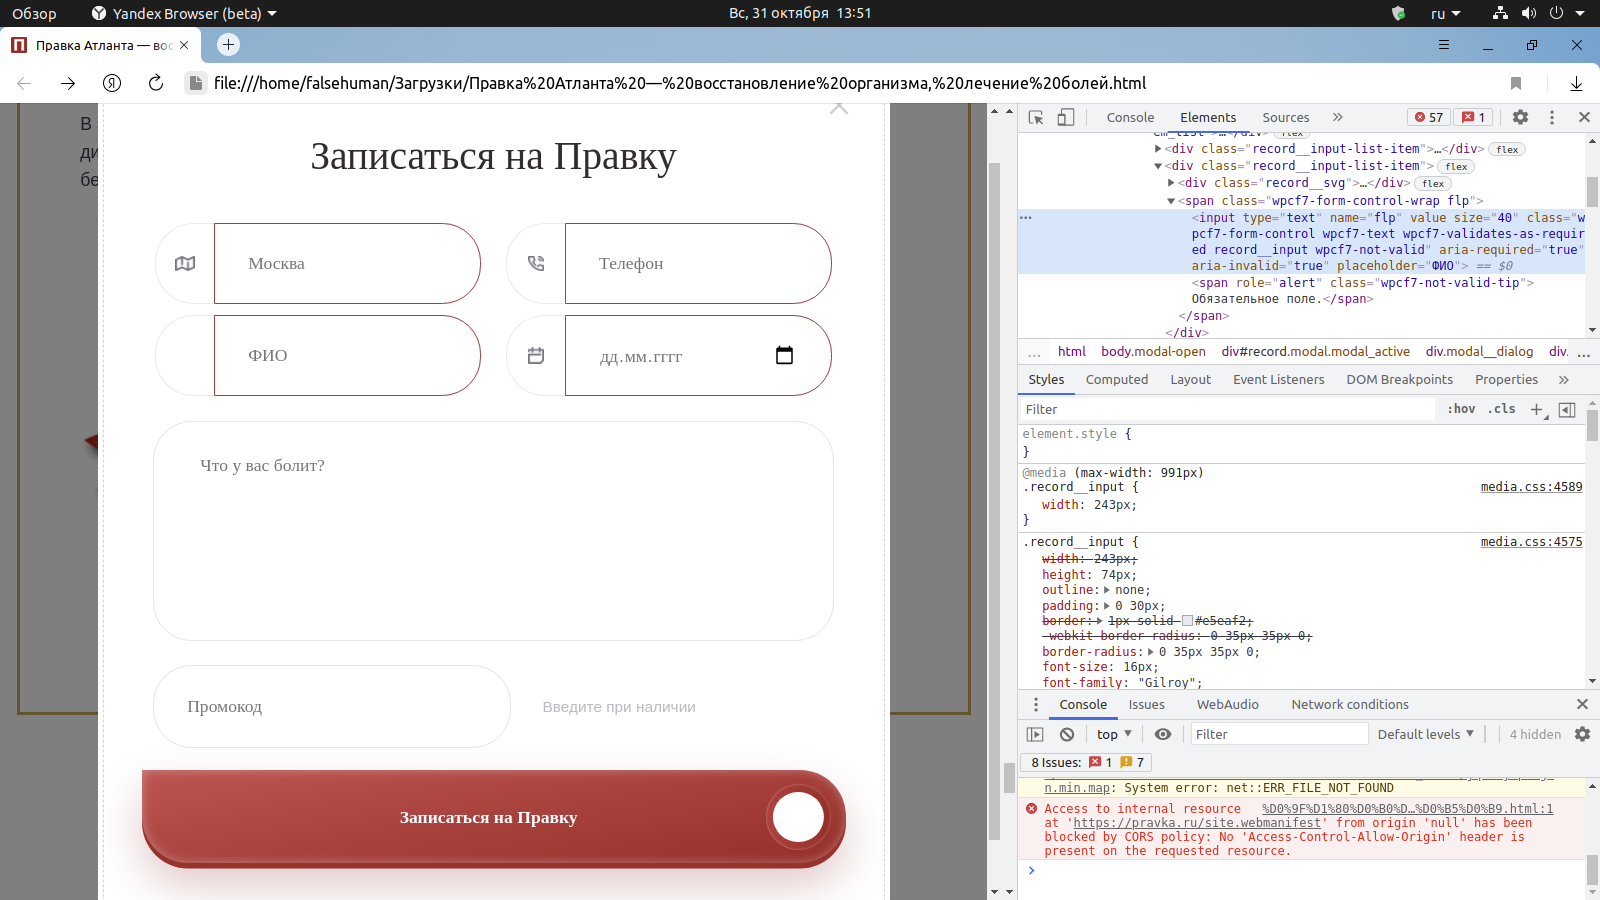 Обзор
Yandex Browser (beta)
Вс, 31 октября 13:51
ru
Правка Атланта — вос
file:///home/falsehuman/Загрузки/Правка%20Атланта%20—%20восстановление%20организма,%20лечение%20болей.html
В
ди
бе
Записаться на Правку
Москва
Телефон
ФИО
дд.мм.гггг
Что у вас болит?
Промокод
Введите при наличии
Записаться на Правку
Console
Elements
Sources
57
1
em_list">…</div> flex
<div class="record__input-list-item">…</div> flex
<div class="record__input-list-item"> flex
<div class="record__svg">…</div> flex
<span class="wpcf7-form-control-wrap flp">
<input type="text" name="flp" value size="40" class="w
pcf7-form-control wpcf7-text wpcf7-validates-as-requir
ed record__input wpcf7-not-valid" aria-required="true"
aria-invalid="true" placeholder="ФИО"> == $0
<span role="alert" class="wpcf7-not-valid-tip">
Обязательное поле.</span>
</span>
</div>
… html body.modal-open div#record.modal.modal_active div.modal__dialog div. …
Styles
Computed
Layout
Event Listeners
DOM Breakpoints
Properties
Filter
:hov
.cls
element.style {
}
@media (max-width: 991px)
.record__input {
media.css:4589
width: 243px;
}
.record__input {
media.css:4575
width: 243px;
height: 74px;
outline: none;
padding: 0 30px;
border: 1px solid #e5eaf2;
-webkit-border-radius: 0 35px 35px 0;
border-radius: 0 35px 35px 0;
font-size: 16px;
font-family: "Gilroy";
Console
Issues
WebAudio
Network conditions
top
Filter
Default levels
4 hidden
8 Issues: 1 7
n.min.map: System error: net::ERR_FILE_NOT_FOUND
Access to internal resource %D0%9F%D1%80%D0%B0%D…%D0%B5%D0%B9.html:1
at 'https://pravka.ru/site.webmanifest' from origin 'null' has been
blocked by CORS policy: No 'Access-Control-Allow-Origin' header is
present on the requested resource.